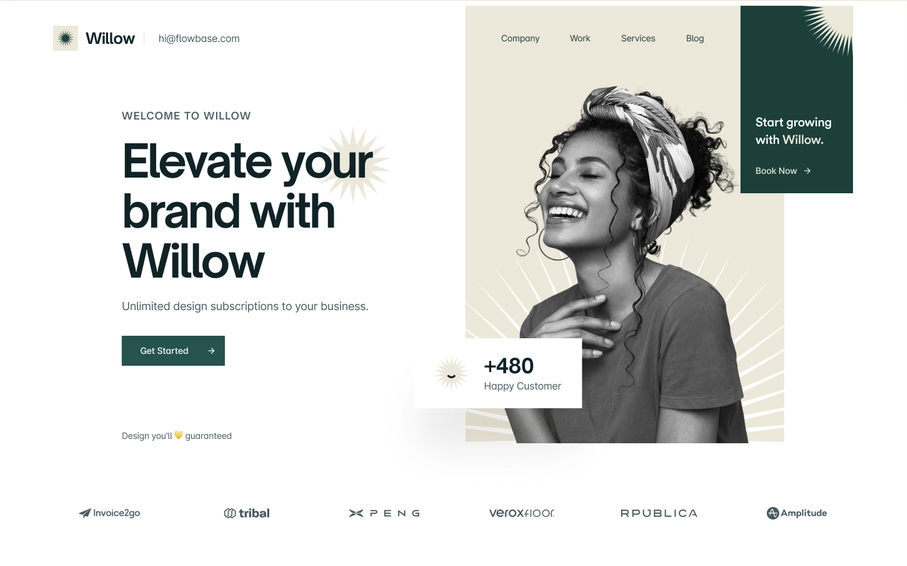 Willow
hi@flowbase.com
Company
Work
Services
Blog
WELCOME TO WILLOW
Elevate your
brand with
Willow
Unlimited design subscriptions to your business.
Get Started →
Design you'll 💛 guaranteed
Start growing
with Willow.
Book Now →
+480
Happy Customer
Invoice2go
tribal
PENG
veroxfloor.
RPUBLICA
Amplitude